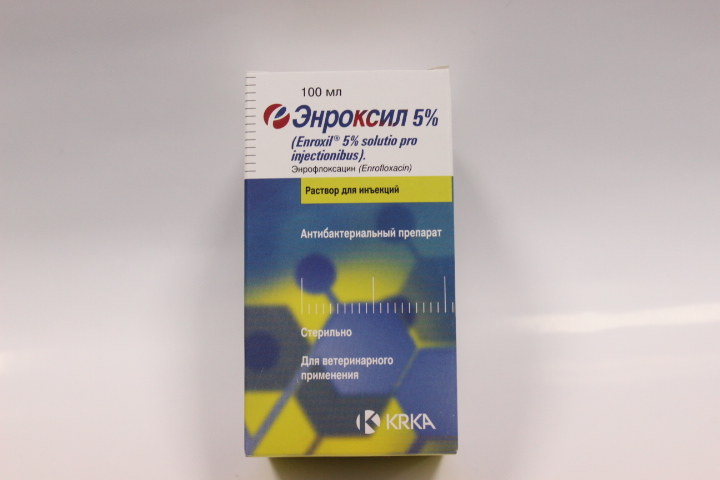 100 мл
Энроксил 5%
(Enroxil® 5% solutio pro
injectionibus).
Энрофлоксацин (Enrofloxacin)
Раствор для инъекций
Антибактериальный препарат
Стерильно
Для ветеринарного
применения
KRKA